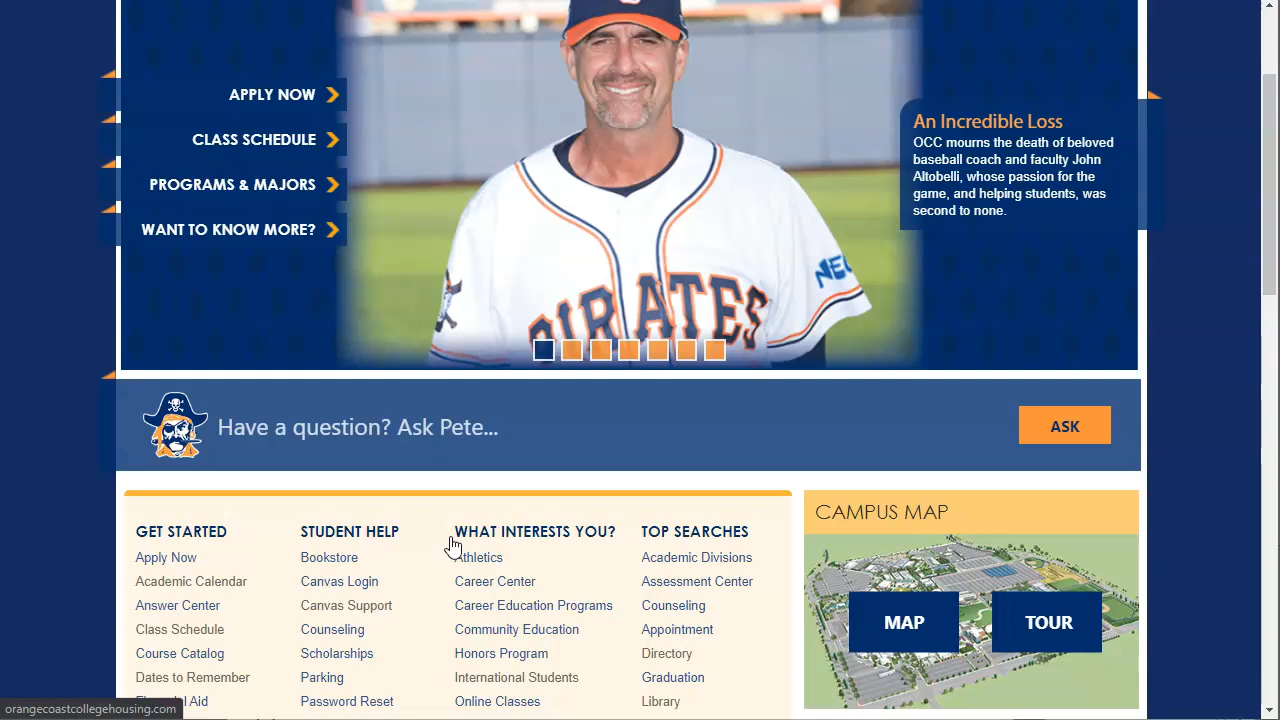 APPLY NOW
CLASS SCHEDULE
PROGRAMS & MAJORS
WANT TO KNOW MORE?
PIRATES
An Incredible Loss
OCC mourns the death of beloved
baseball coach and faculty John
Altobelli, whose passion for the
game, and helping students, was
second to none.
Have a question? Ask Pete...
ASK
GET STARTED
Apply Now
Academic Calendar
Answer Center
Class Schedule
Course Catalog
Dates to Remember
Aid
STUDENT HELP
Bookstore
Canvas Login
Canvas Support
Counseling
Scholarships
Parking
Password Reset
WHAT INTERESTS YOU?
Athletics
Career Center
Career Education Programs
Community Education
Honors Program
International Students
Online Classes
TOP SEARCHES
Academic Divisions
Assessment Center
Counseling
Appointment
Directory
Graduation
Library
CAMPUS MAP
MAP
TOUR
orangecoastcollegehousing.com